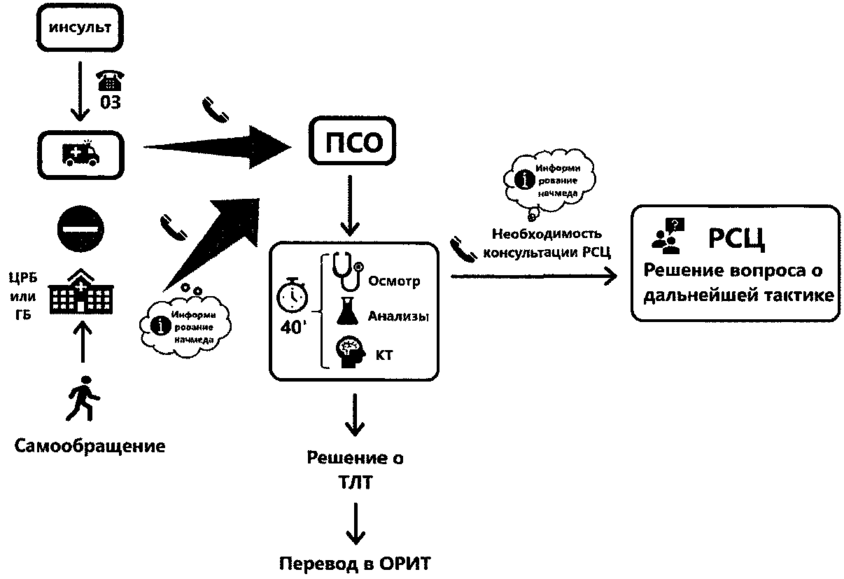 инсульт
03
ПСО
ЦРБ
или
ГБ
i
Информи
рование
начмеда
Самообращение
40'
Осмотр
Анализы
КТ
Решение о
ТЛТ
Перевод в ОРИТ
i
Информи
рование
начмеда
Необходимость
консультации РСЦ
?
РСЦ
Решение вопроса о
дальнейшей тактике